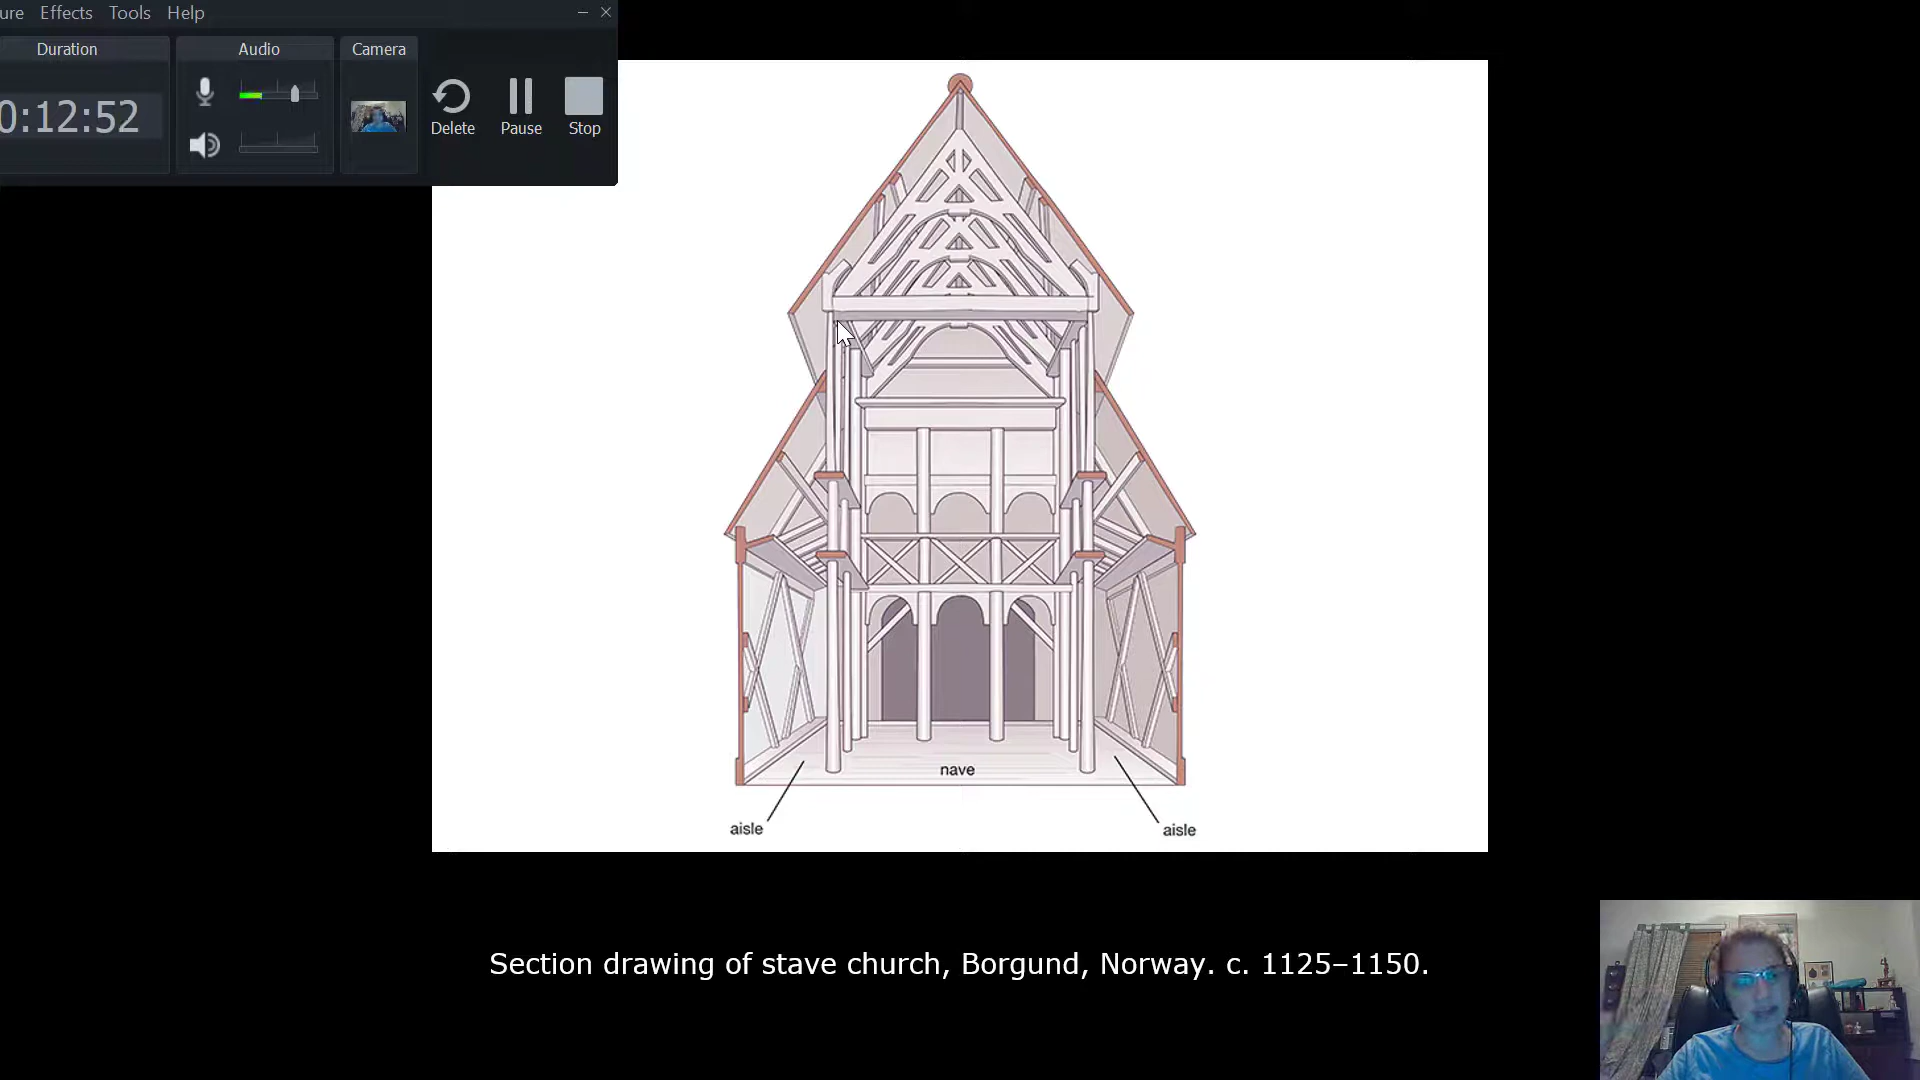 ure Effects Tools Help
Duration Audio Camera
0:12:52
Delete Pause Stop
nave
aisle aisle
Section drawing of stave church, Borgund, Norway. c. 1125–1150.